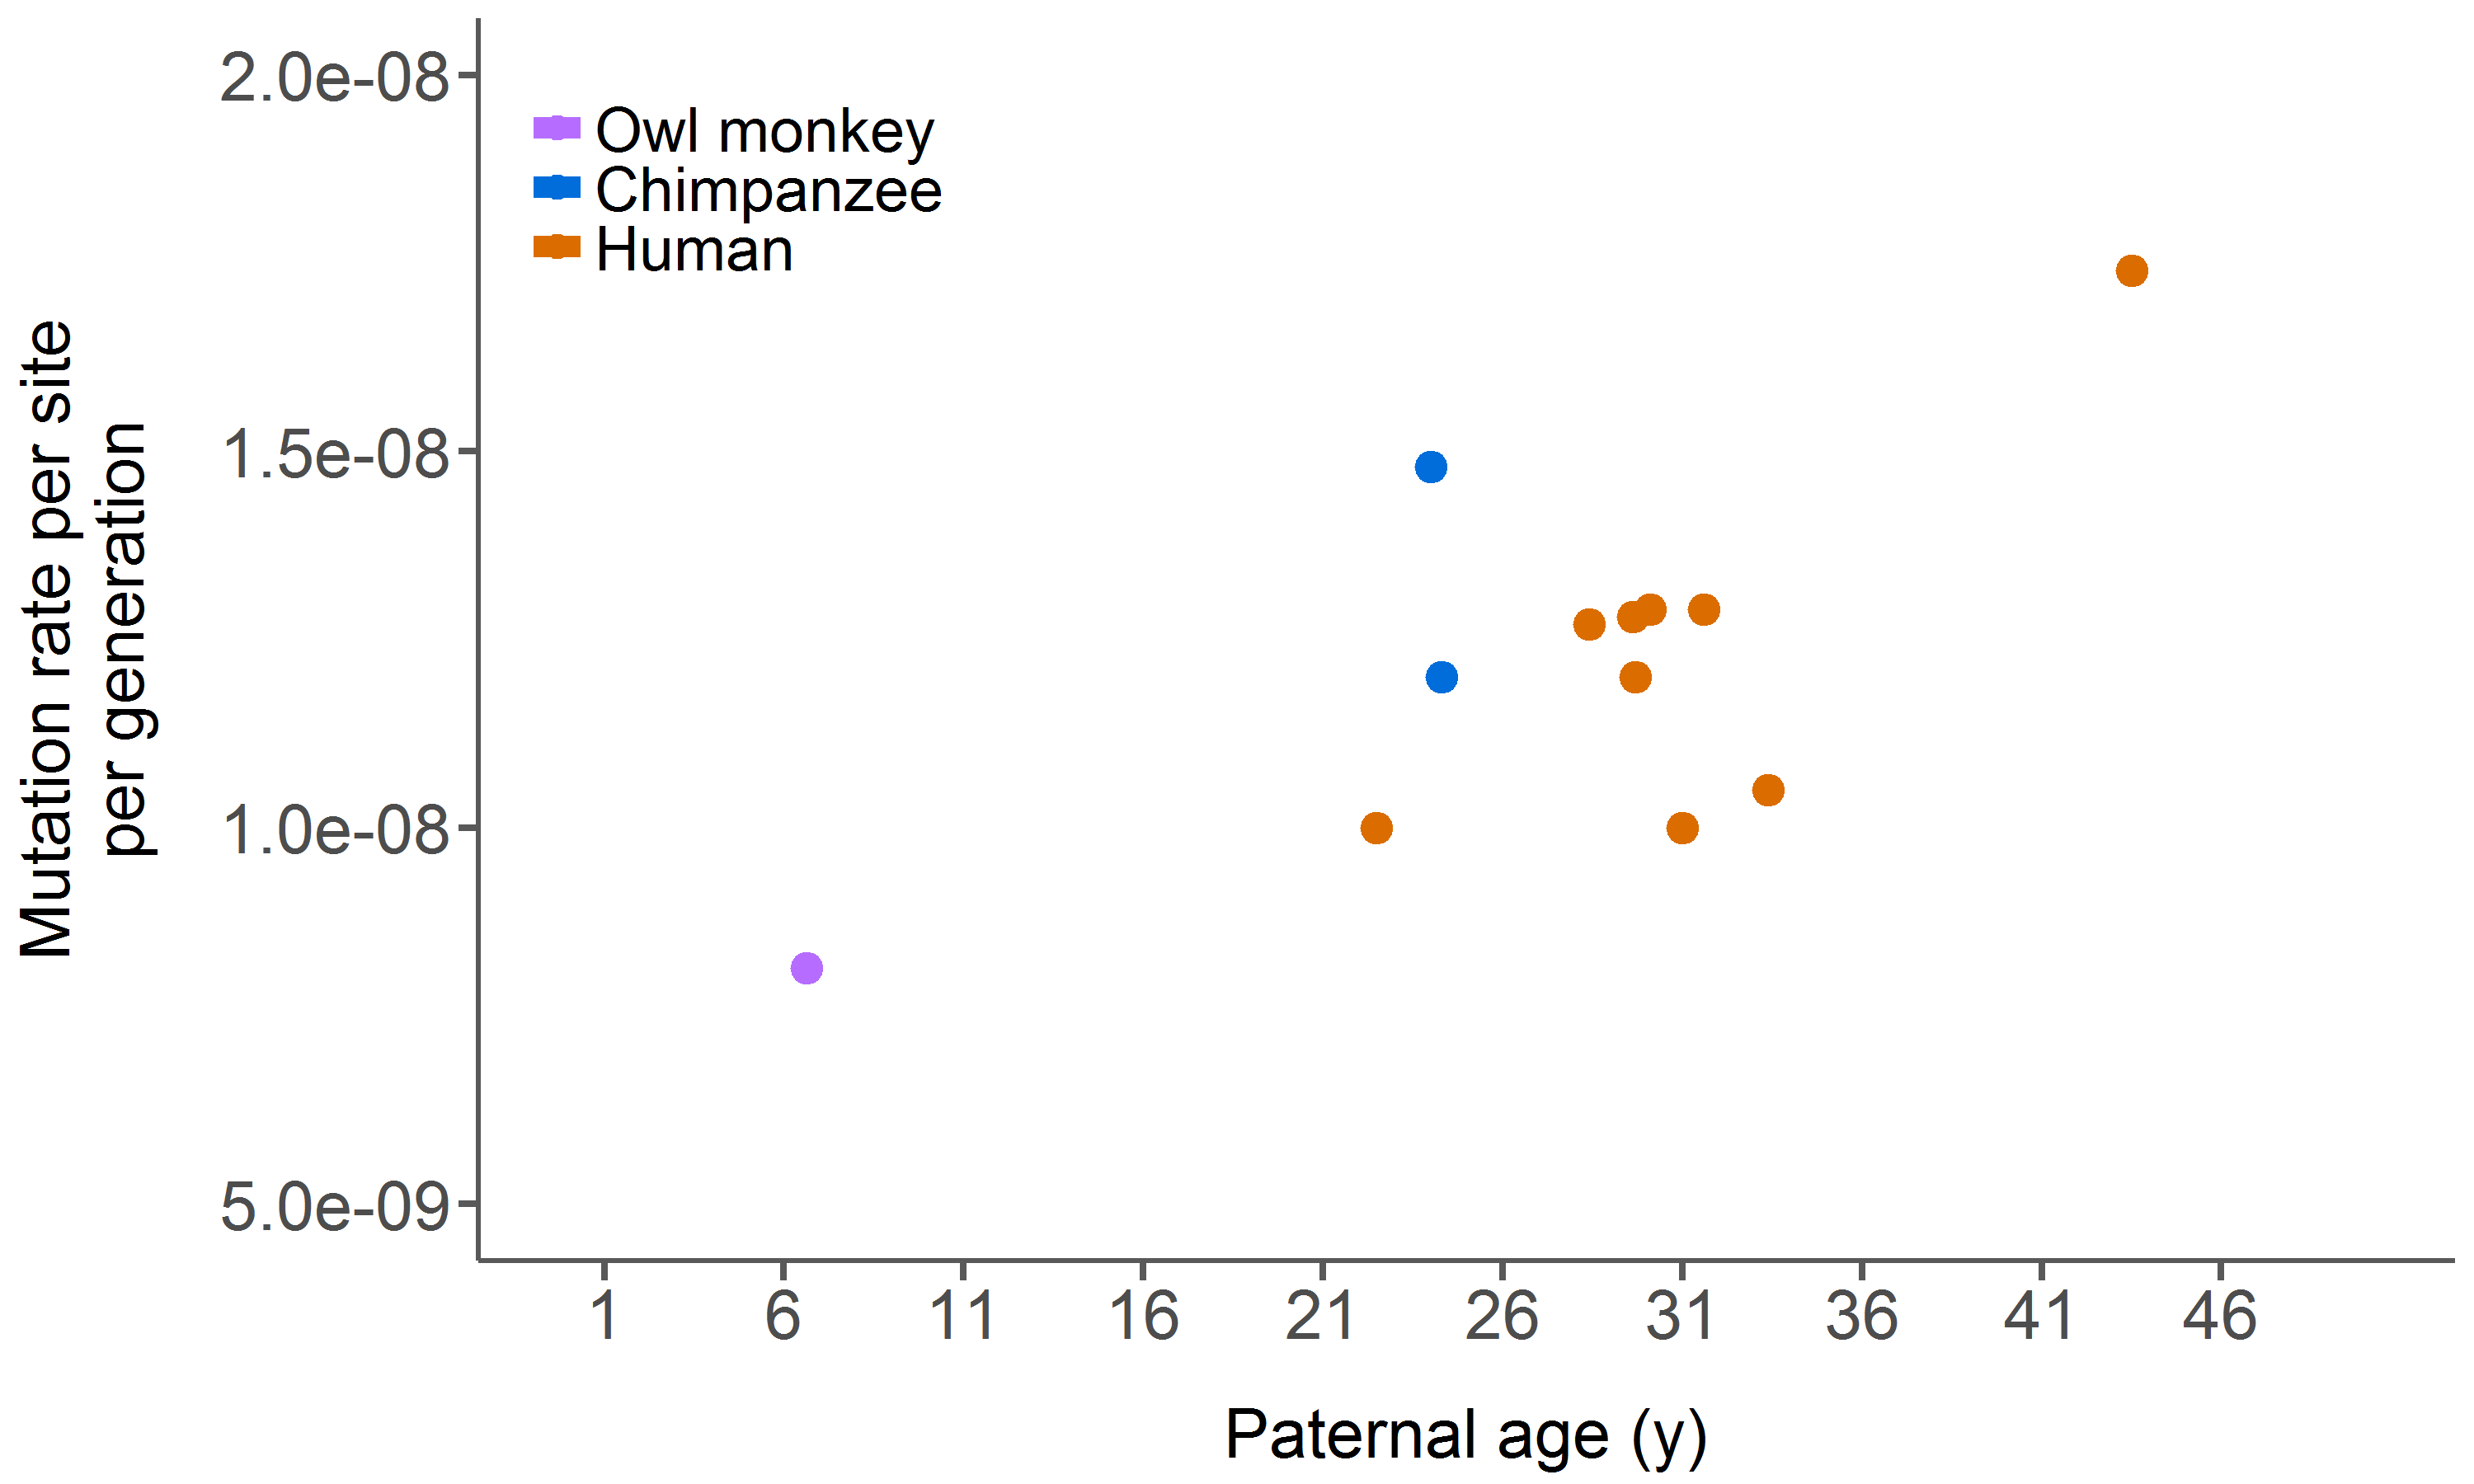 2.0e-08
1.5e-08
1.0e-08
5.0e-09
Mutation rate per site
per generation
Owl monkey
Chimpanzee
Human
1 6 11 16 21 26 31 36 41 46
Paternal age (y)